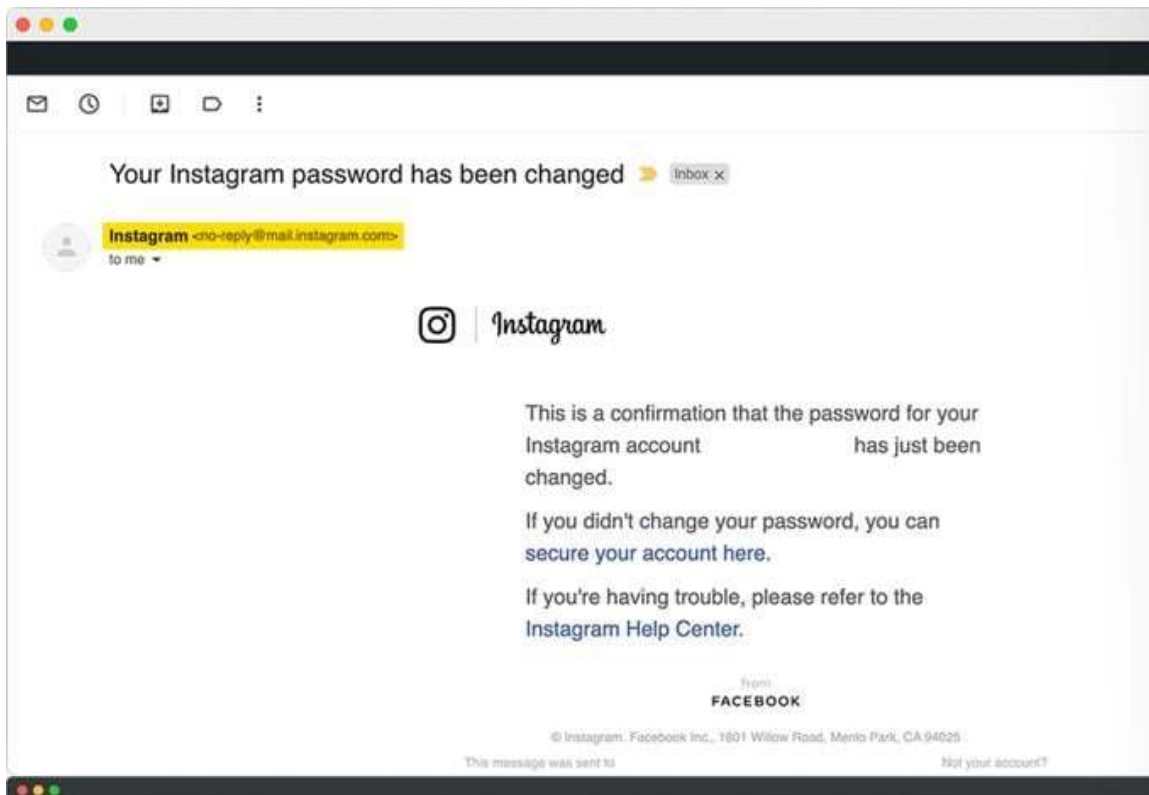 Your Instagram password has been changed
Inbox x
Instagram <no-reply@mail.instagram.com>
to me
Instagram
This is a confirmation that the password for your
Instagram account has just been
changed.
If you didn't change your password, you can
secure your account here.
If you're having trouble, please refer to the
Instagram Help Center.
from
FACEBOOK
© Instagram. Facebook Inc., 1601 Willow Road, Menlo Park, CA 94025
This message was sent to Not your account?